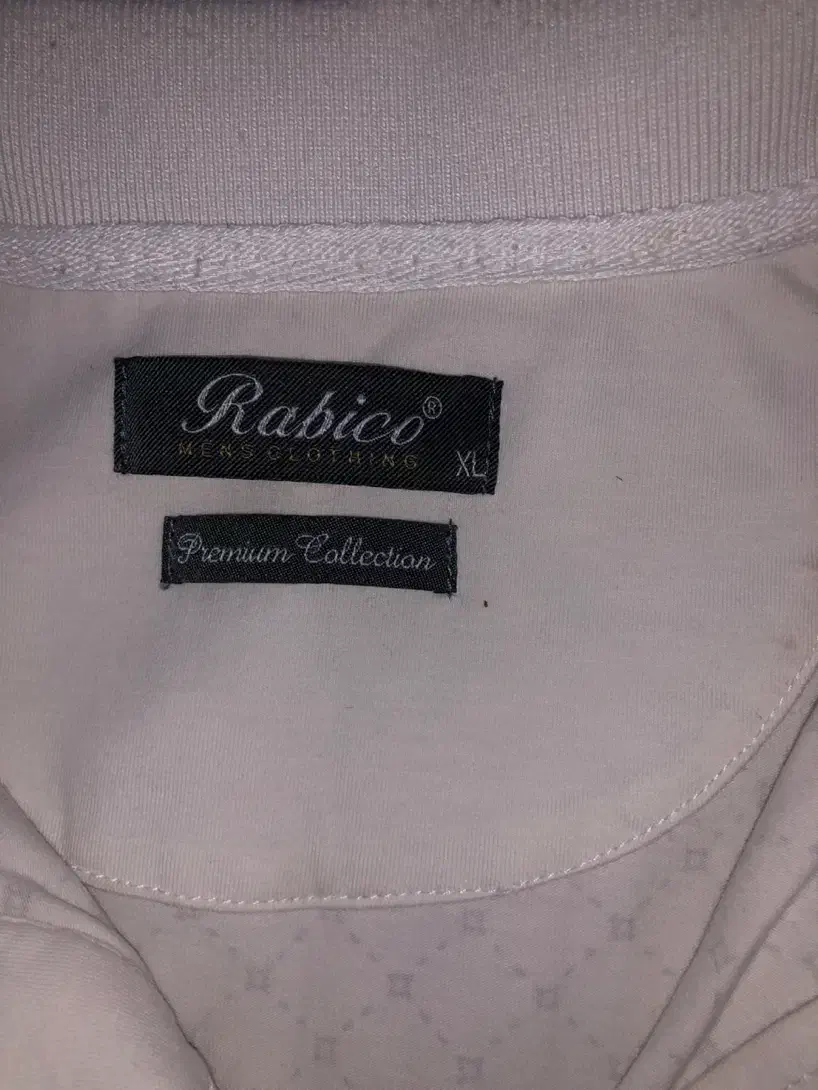 Rabico®
MENS CLOTHING
XL
Premium Collection